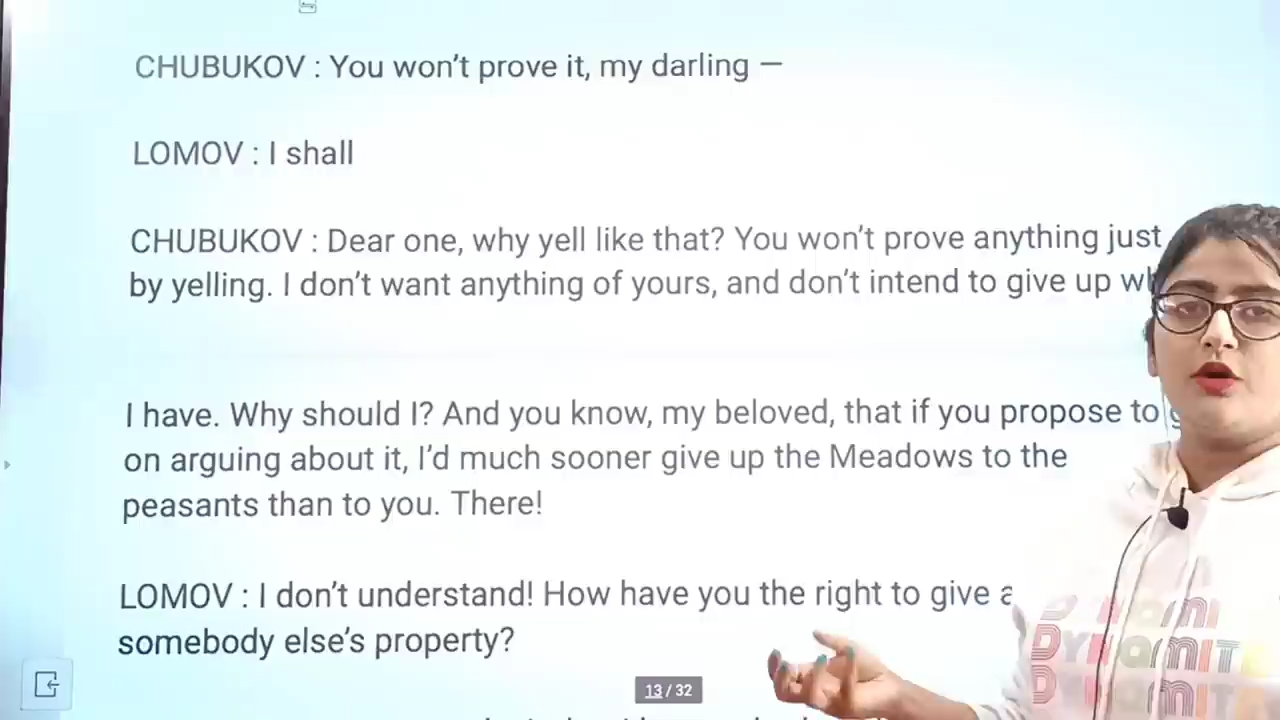 CHUBUKOV : You won't prove it, my darling —
LOMOV : I shall
CHUBUKOV : Dear one, why yell like that? You won't prove anything just
by yelling. I don't want anything of yours, and don't intend to give up
I have. Why should I? And you know, my beloved, that if you propose to
on arguing about it, I'd much sooner give up the Meadows to the
peasants than to you. There!
LOMOV : I don't understand! How have you the right to give
somebody else's property?
13 / 32
DYNAMITE